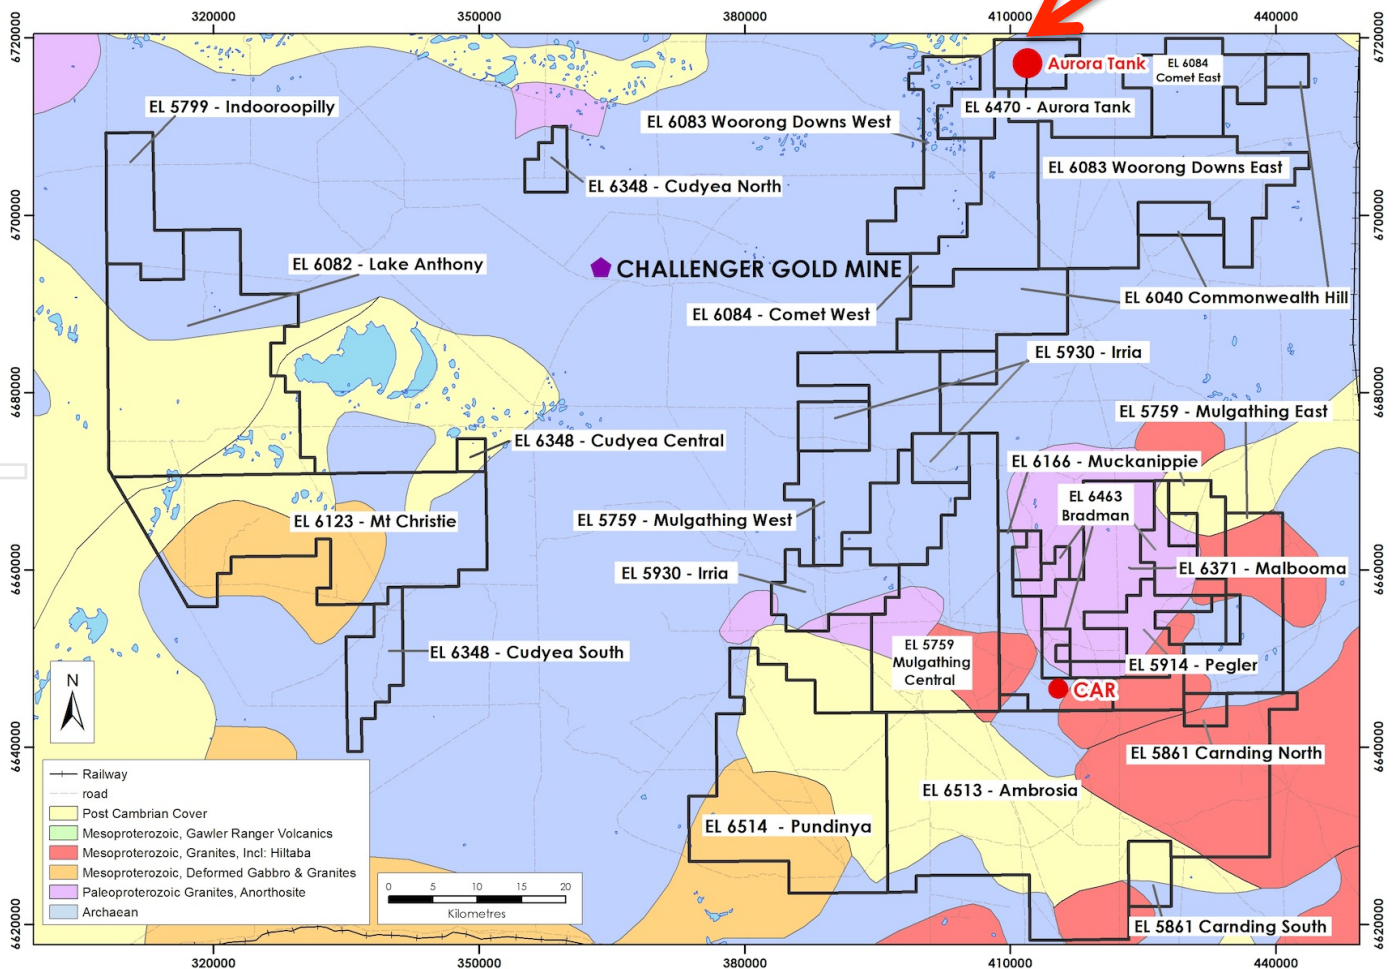 320000
350000
380000
410000
440000
6720000
6720000
Aurora Tank
EL 6084
Comet East
EL 5799 - Indooroopilly
EL 6470 - Aurora Tank
EL 6083 Woorong Downs West
EL 6083 Woorong Downs East
EL 6348 - Cudyea North
6700000
6700000
EL 6082 - Lake Anthony
CHALLENGER GOLD MINE
EL 6040 Commonwealth Hill
EL 6084 - Comet West
EL 5930 - Irria
6680000
6680000
EL 5759 - Mulgathing East
EL 6348 - Cudyea Central
EL 6166 - Muckanippie
EL 6463
Bradman
EL 6123 - Mt Christie
EL 5759 - Mulgathing West
6660000
6660000
EL 5930 - Irria
EL 6371 - Malbooma
EL 6348 - Cudyea South
EL 5759
Mulgathing
Central
EL 5914 - Pegler
N
CAR
6640000
6640000
EL 5861 Carnding North
EL 6513 - Ambrosia
EL 6514 - Pundinya
Railway
road
Post Cambrian Cover
Mesoproterozoic, Gawler Ranger Volcanics
Mesoproterozoic, Granites, Incl: Hiltaba
Mesoproterozoic, Deformed Gabbro & Granites
Paleoproterozoic Granites, Anorthosite
Archaean
0 5 10 15 20
Kilometres
EL 5861 Carnding South
6620000
6620000
320000
350000
380000
410000
440000